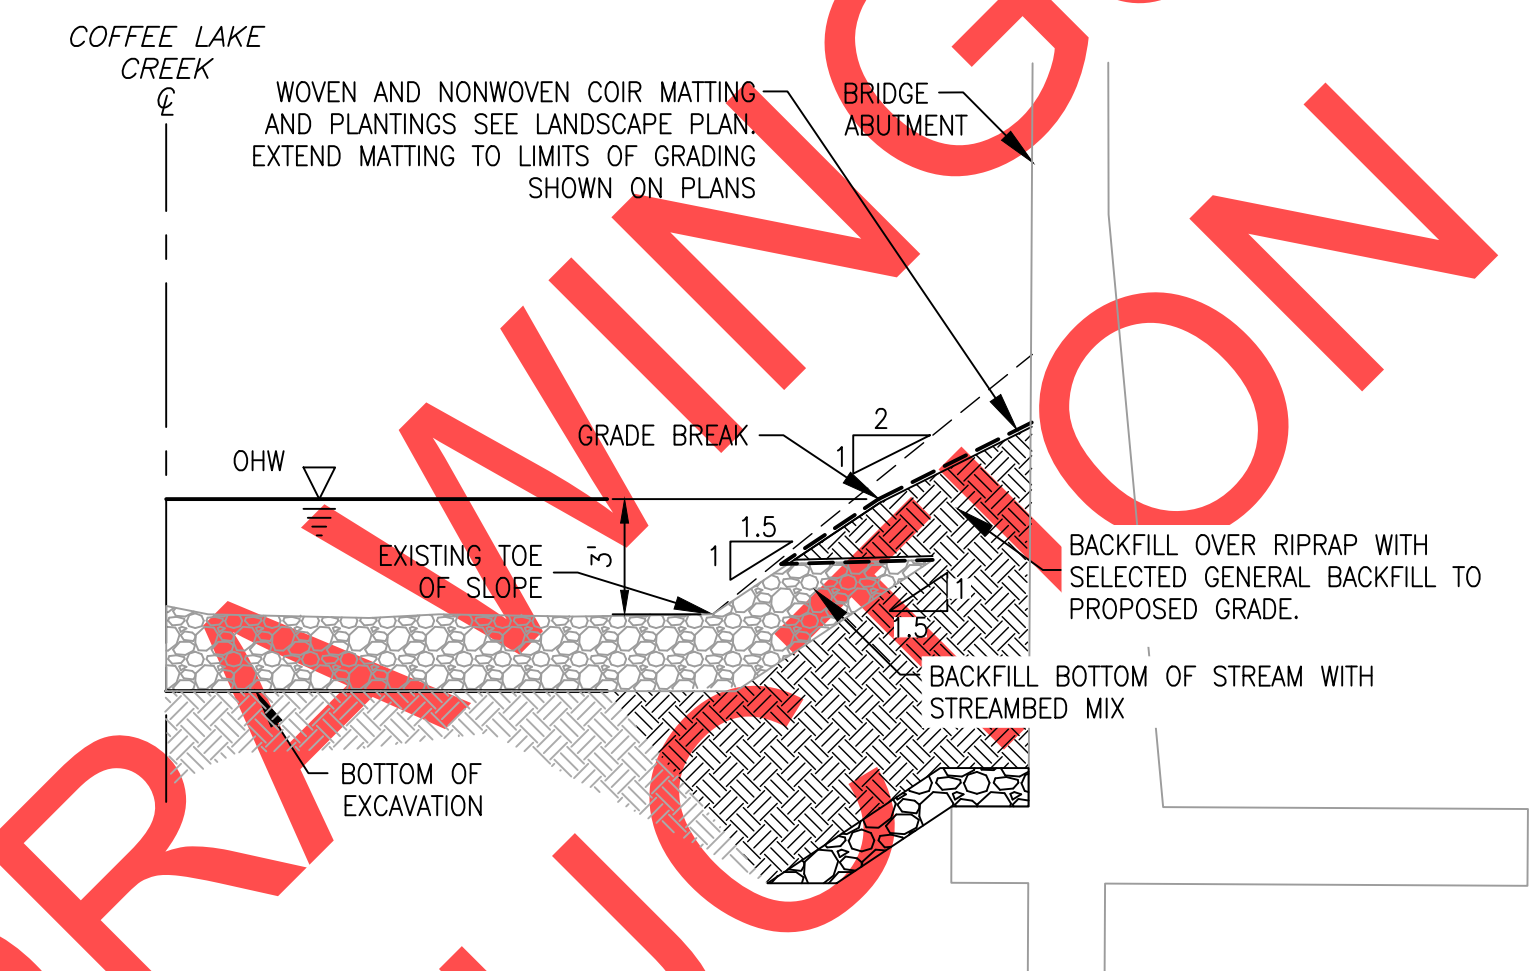 COFFEE LAKE
CREEK
℄
WOVEN AND NONWOVEN COIR MATTING
AND PLANTINGS SEE LANDSCAPE PLAN.
EXTEND MATTING TO LIMITS OF GRADING
SHOWN ON PLANS
BRIDGE
ABUTMENT
GRADE BREAK
2
1
OHW
1.5
1
3'
EXISTING TOE
OF SLOPE
BACKFILL OVER RIPRAP WITH
SELECTED GENERAL BACKFILL TO
PROPOSED GRADE.
1
1.5
BACKFILL BOTTOM OF STREAM WITH
STREAMBED MIX
BOTTOM OF
EXCAVATION